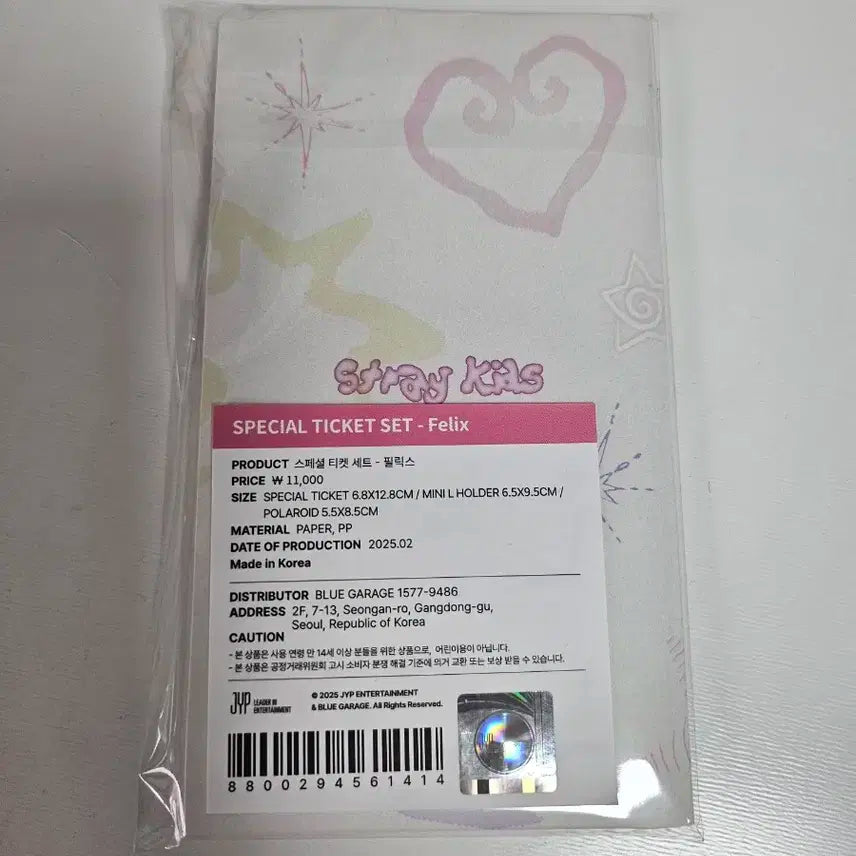 Stray Kids
SPECIAL TICKET SET - Felix
PRODUCT 스페셜 티켓 세트 - 필릭스
PRICE ₩ 11,000
SIZE SPECIAL TICKET 6.8X12.8CM / MINI L HOLDER 6.5X9.5CM /
POLAROID 5.5X8.5CM
MATERIAL PAPER, PP
DATE OF PRODUCTION 2025.02
Made in Korea
DISTRIBUTOR BLUE GARAGE 1577-9486
ADDRESS 2F, 7-13, Seongan-ro, Gangdong-gu,
Seoul, Republic of Korea
CAUTION
- 본 상품은 사용 연령 만 14세 이상 분들을 위한 상품으로, 어린이용이 아닙니다.
- 본 상품은 공정거래위원회 고시 소비자 분쟁 해결 기준에 의거 교환 또는 보상 받을 수 있습니다.
JYP LEADER IN
ENTERTAINMENT
© 2025 JYP ENTERTAINMENT
& BLUE GARAGE. All Rights Reserved.
8800294561414